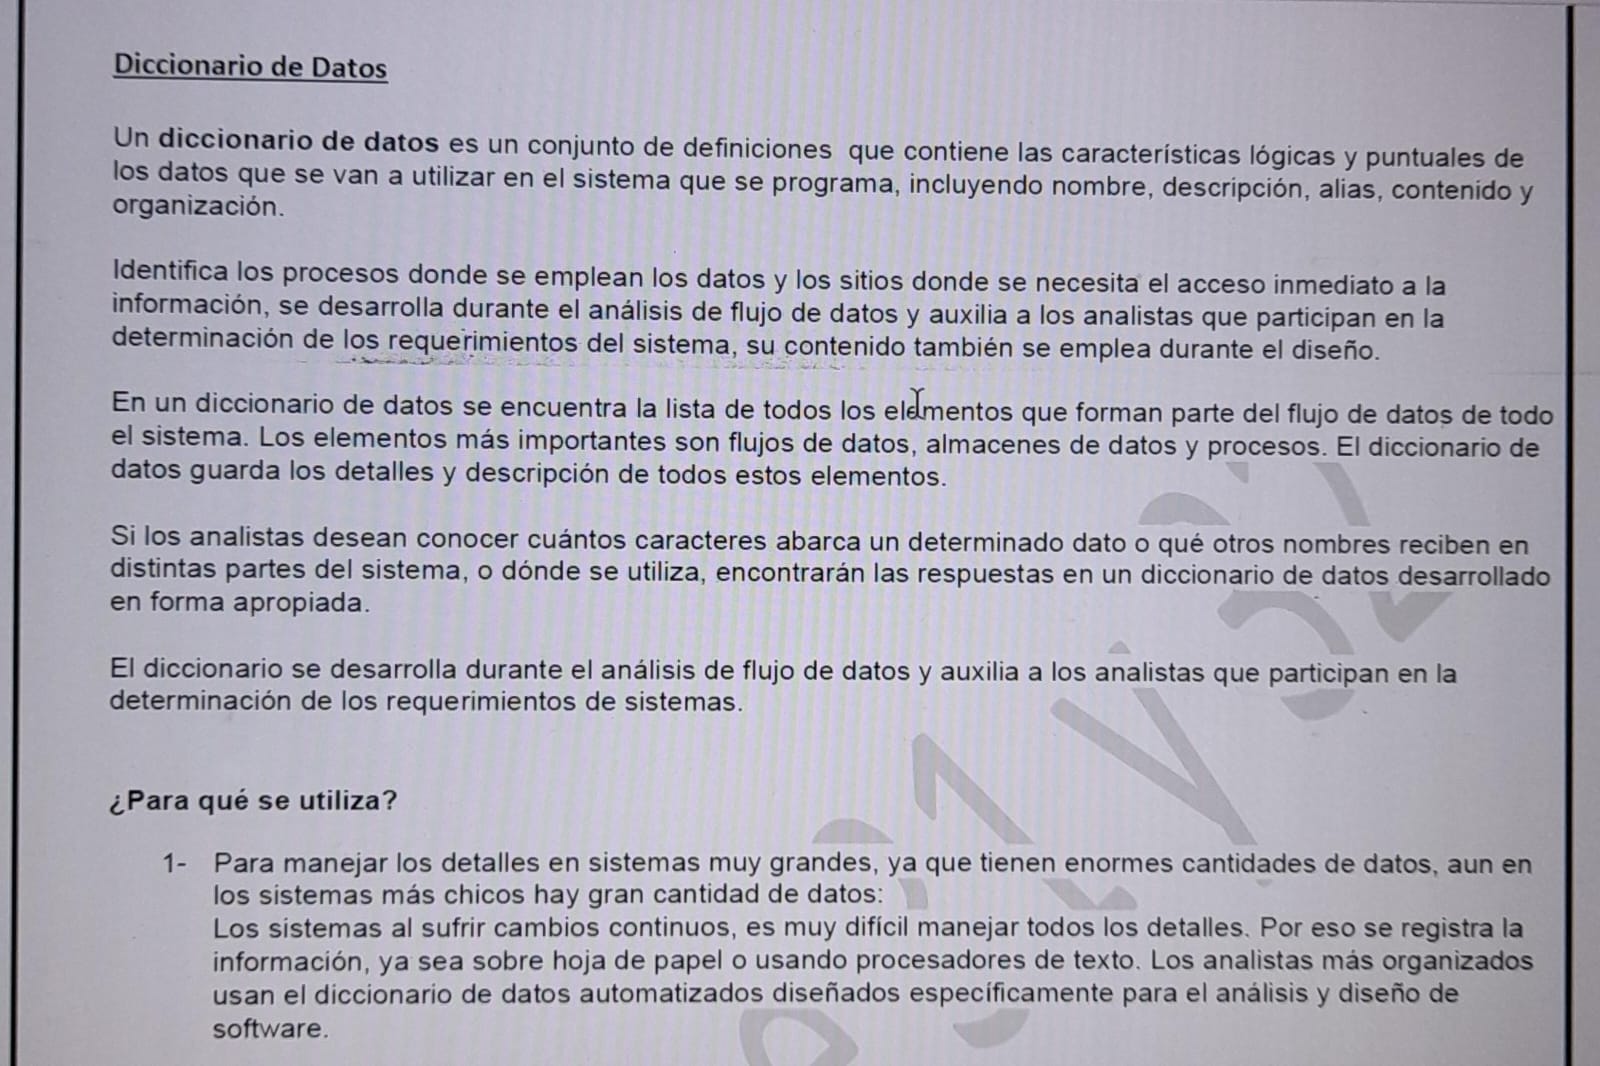 Diccionario de Datos
Un diccionario de datos es un conjunto de definiciones que contiene las características lógicas y puntuales de
los datos que se van a utilizar en el sistema que se programa, incluyendo nombre, descripción, alias, contenido y
organización.
Identifica los procesos donde se emplean los datos y los sitios donde se necesita el acceso inmediato a la
información, se desarrolla durante el análisis de flujo de datos y auxilia a los analistas que participan en la
determinación de los requerimientos del sistema, su contenido también se emplea durante el diseño.
En un diccionario de datos se encuentra la lista de todos los elementos que forman parte del flujo de datos de todo
el sistema. Los elementos más importantes son flujos de datos, almacenes de datos y procesos. El diccionario de
datos guarda los detalles y descripción de todos estos elementos.
Si los analistas desean conocer cuántos caracteres abarca un determinado dato o qué otros nombres reciben en
distintas partes del sistema, o dónde se utiliza, encontrarán las respuestas en un diccionario de datos desarrollado
en forma apropiada.
El diccionario se desarrolla durante el análisis de flujo de datos y auxilia a los analistas que participan en la
determinación de los requerimientos de sistemas.
¿Para qué se utiliza?
1- Para manejar los detalles en sistemas muy grandes, ya que tienen enormes cantidades de datos, aun en
los sistemas más chicos hay gran cantidad de datos:
Los sistemas al sufrir cambios continuos, es muy difícil manejar todos los detalles. Por eso se registra la
información, ya sea sobre hoja de papel o usando procesadores de texto. Los analistas más organizados
usan el diccionario de datos automatizados diseñados específicamente para el análisis y diseño de
software.